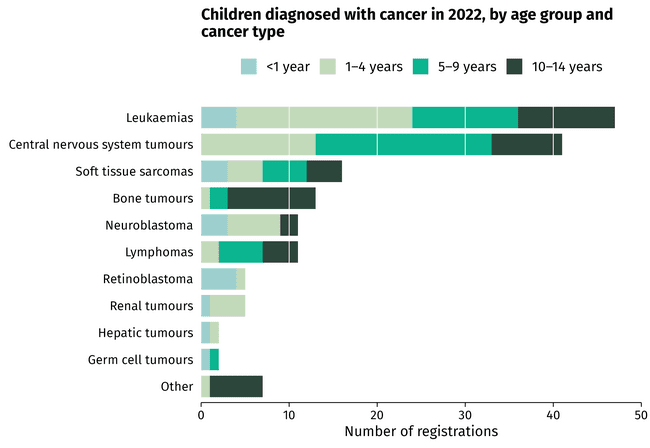 Children diagnosed with cancer in 2022, by age group and
cancer type
<1 year 1–4 years 5–9 years 10–14 years
Leukaemias
Central nervous system tumours
Soft tissue sarcomas
Bone tumours
Neuroblastoma
Lymphomas
Retinoblastoma
Renal tumours
Hepatic tumours
Germ cell tumours
Other
0 10 20 30 40 50
Number of registrations